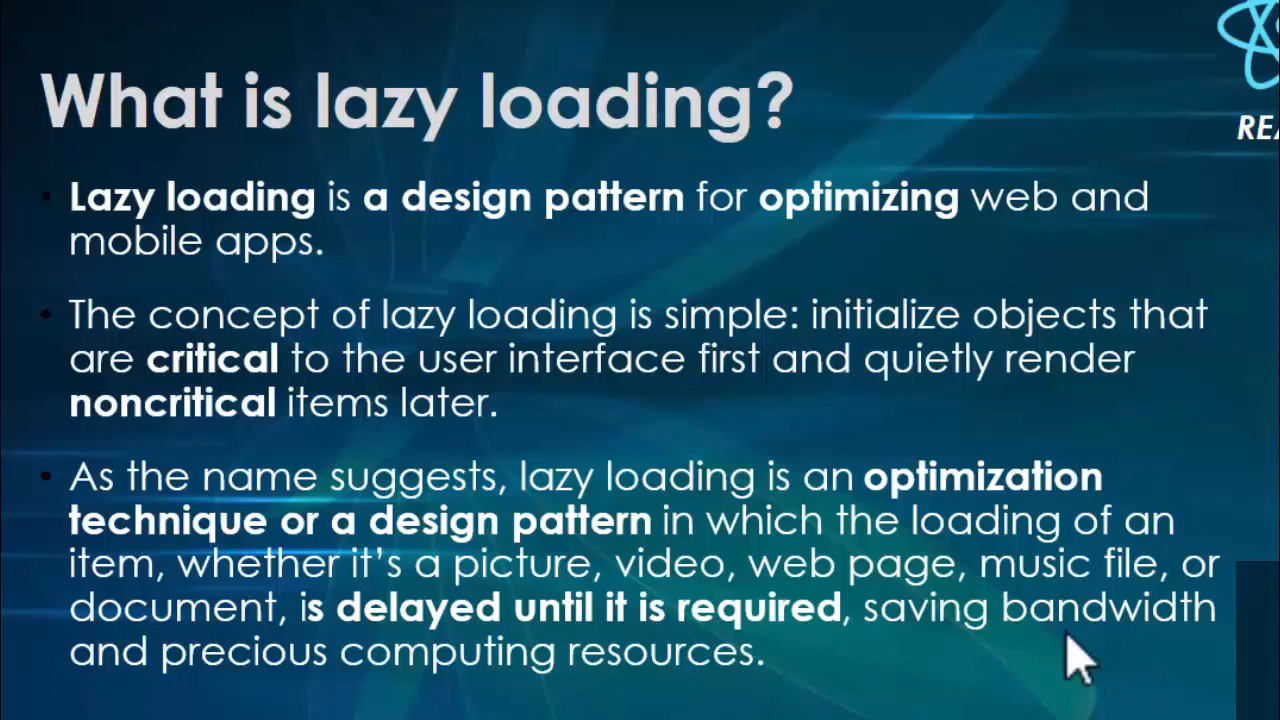 What is lazy loading?
Lazy loading is a design pattern for optimizing web and
mobile apps.
The concept of lazy loading is simple: initialize objects that
are critical to the user interface first and quietly render
noncritical items later.
As the name suggests, lazy loading is an optimization
technique or a design pattern in which the loading of an
item, whether it’s a picture, video, web page, music file, or
document, is delayed until it is required, saving bandwidth
and precious computing resources.